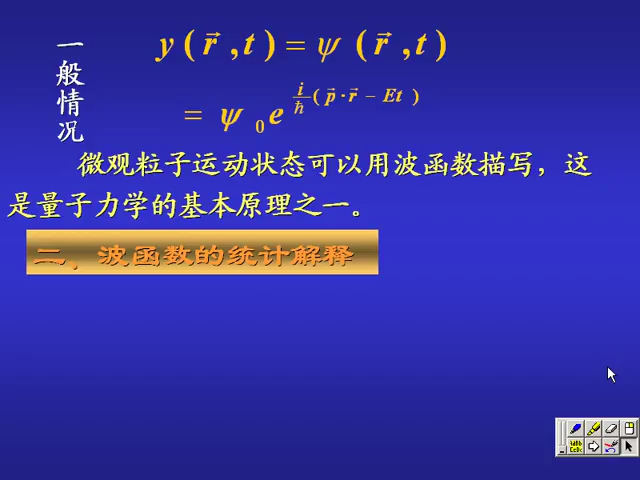 一般情况
y(r⃗,t)=ψ(r⃗,t)
=ψ₀e^{\frac{i}{ħ}(p⃗·r⃗−Et)}
微观粒子运动状态可以用波函数描写，这
是量子力学的基本原理之一。
二、波函数的统计解释